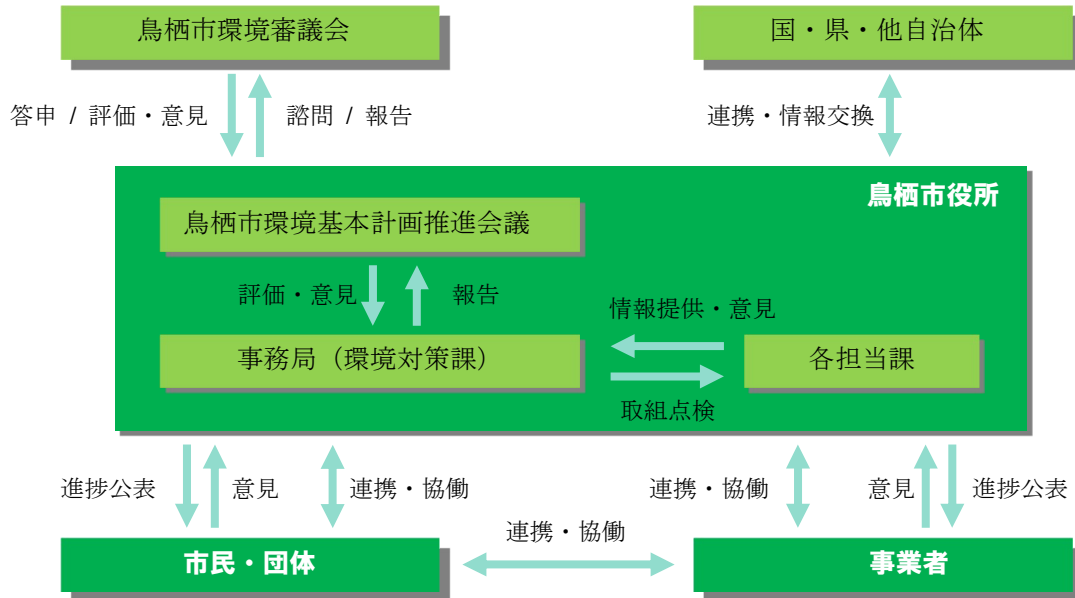 鳥栖市環境審議会
国・県・他自治体
答申 / 評価・意見
諮問 / 報告
連携・情報交換
鳥栖市役所
鳥栖市環境基本計画推進会議
評価・意見
報告
情報提供・意見
事務局（環境対策課）
各担当課
取組点検
進捗公表
意見
連携・協働
連携・協働
意見
進捗公表
連携・協働
市民・団体
事業者